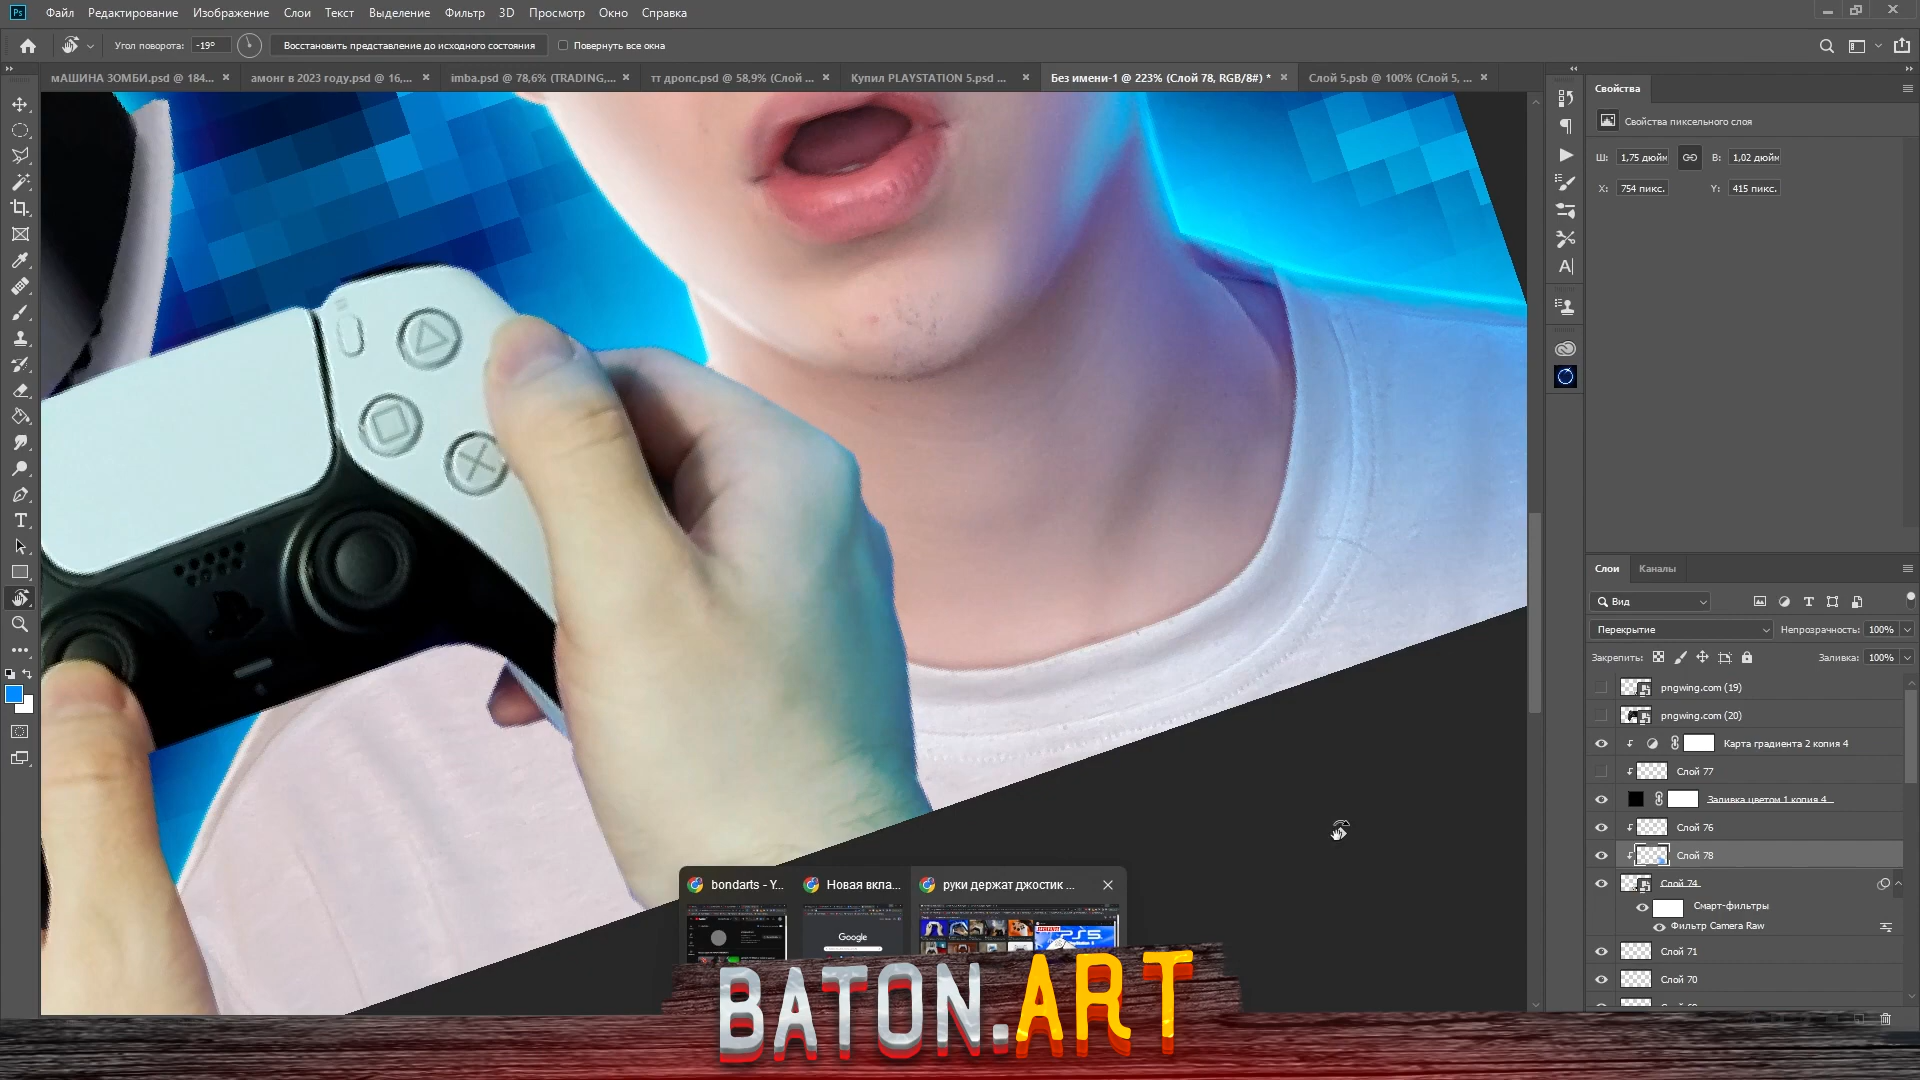 Ps Файл Редактирование Изображение Слои Текст Выделение Фильтр 3D Просмотр Окно Справка
Угол поворота: -19° Восстановить представление до исходного состояния Повернуть все окна
мАШИНА ЗОМБИ.psd @ 184... амонг в 2023 году.psd @ 16,... imba.psd @ 78,6% (TRADING,... тт дропс.psd @ 58,9% (Слой ... Купил PLAYSTATION 5.psd ... Без имени-1 @ 223% (Слой 78, RGB/8#) * Слой 5.psb @ 100% (Слой 5, ...
Свойства
Свойства пиксельного слоя
Ш: 1,75 дюйм В: 1,02 дюйм
X: 754 пикс. Y: 415 пикс.
Слои Каналы
Вид
Перекрытие Непрозрачность: 100%
Закрепить: Заливка: 100%
pngwing.com (19)
pngwing.com (20)
Карта градиента 2 копия 4
Слой 77
Заливка цветом 1 копия 4
Слой 76
Слой 78
Слой 74
Смарт-фильтры
Фильтр Camera Raw
Слой 71
Слой 70
bondarts - Y... Новая вкла... руки держат джостик ...
Google
PS5
BATON.ART